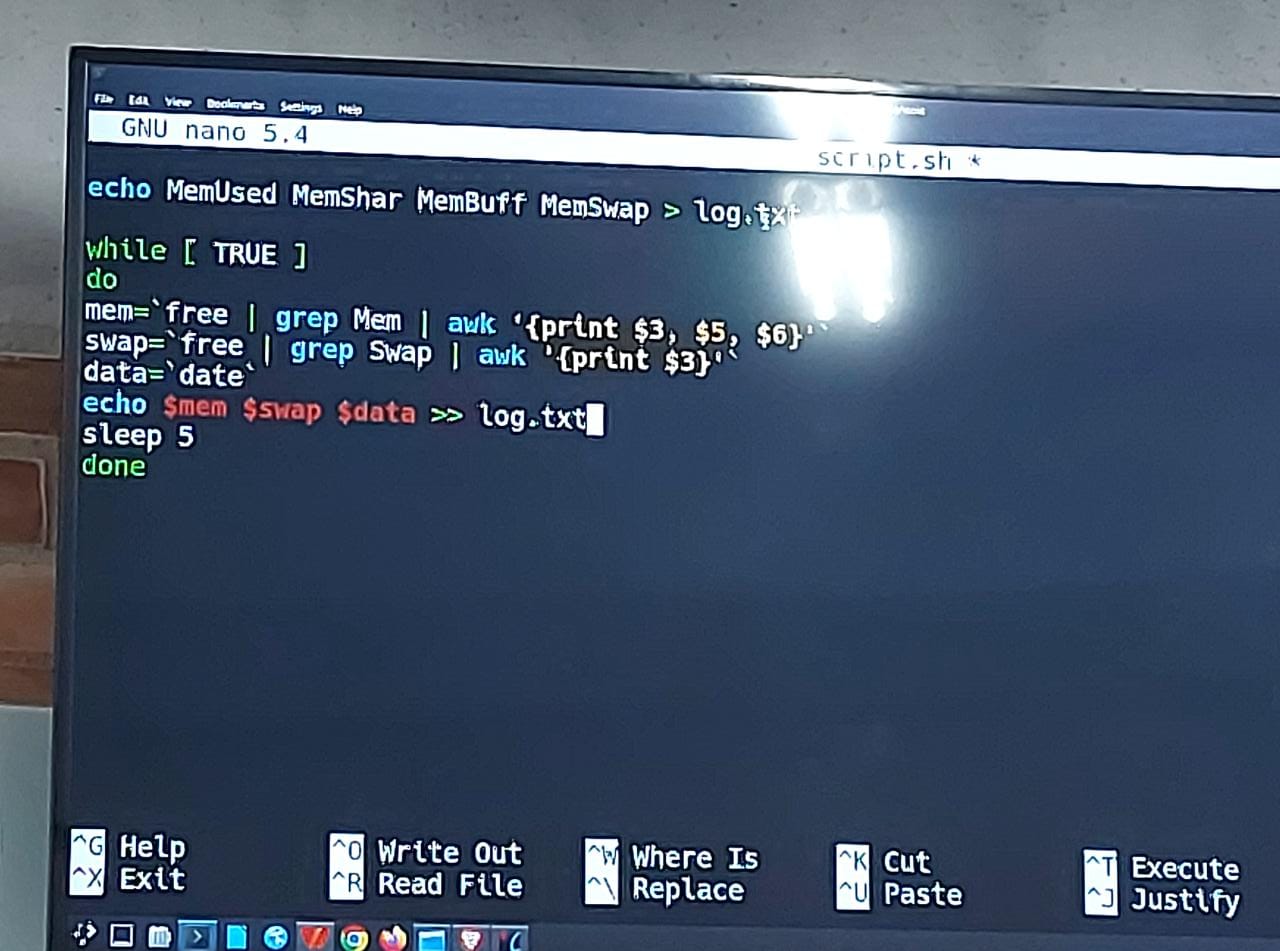 File Edit View Bookmarks Settings Help
GNU nano 5.4
script.sh *
echo MemUsed MemShar MemBuff MemSwap > log.txt
while [ TRUE ]
do
mem=`free | grep Mem | awk '{print $3, $5, $6}'`
swap=`free | grep Swap | awk '{print $3}'`
data=`date`
echo $mem $swap $data >> log.txt
sleep 5
done
^G Help ^O Write Out ^W Where Is ^K Cut ^T Execute
^X Exit ^R Read File ^\ Replace ^U Paste ^J Justify